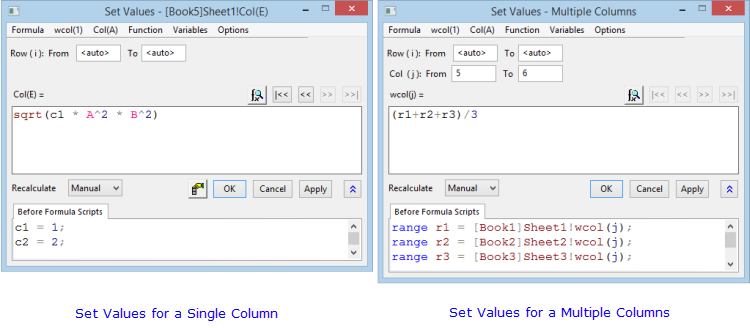 Set Values - [Book5]Sheet1!Col(E)
Formula wcol(1) Col(A) Function Variables Options
Row (i): From <auto> To <auto>
Col(E) =
|<< << >> >>|
sqrt(c1 * A^2 * B^2)
Recalculate Manual OK Cancel Apply
Before Formula Scripts
c1 = 1;
c2 = 2;
Set Values for a Single Column
Set Values - Multiple Columns
Formula wcol(1) Col(A) Function Variables Options
Row (i): From <auto> To <auto>
Col (j): From 5 To 6
wcol(j) =
|<< << >> >>|
(r1+r2+r3)/3
Recalculate Manual OK Cancel Apply
Before Formula Scripts
range r1 = [Book1]Sheet1!wcol(j);
range r2 = [Book2]Sheet2!wcol(j);
range r3 = [Book3]Sheet3!wcol(j);
Set Values for a Multiple Columns